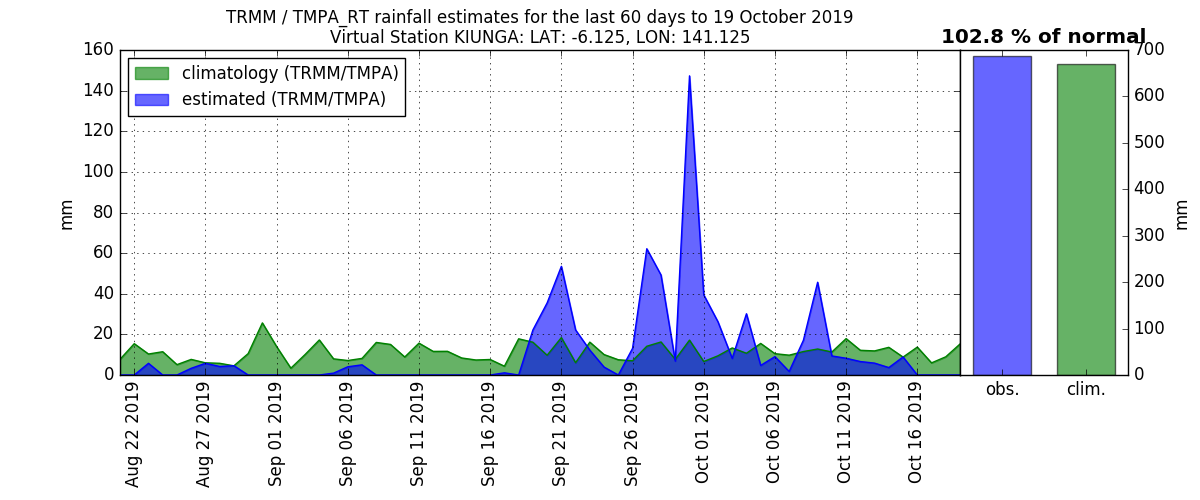 TRMM / TMPA_RT rainfall estimates for the last 60 days to 19 October 2019
Virtual Station KIUNGA: LAT: -6.125, LON: 141.125
102.8 % of normal
climatology (TRMM/TMPA)
estimated (TRMM/TMPA)
160
140
120
100
80
60
40
20
0
mm
Aug 22 2019
Aug 27 2019
Sep 01 2019
Sep 06 2019
Sep 11 2019
Sep 16 2019
Sep 21 2019
Sep 26 2019
Oct 01 2019
Oct 06 2019
Oct 11 2019
Oct 16 2019
obs.
clim.
700
600
500
400
300
200
100
0
mm